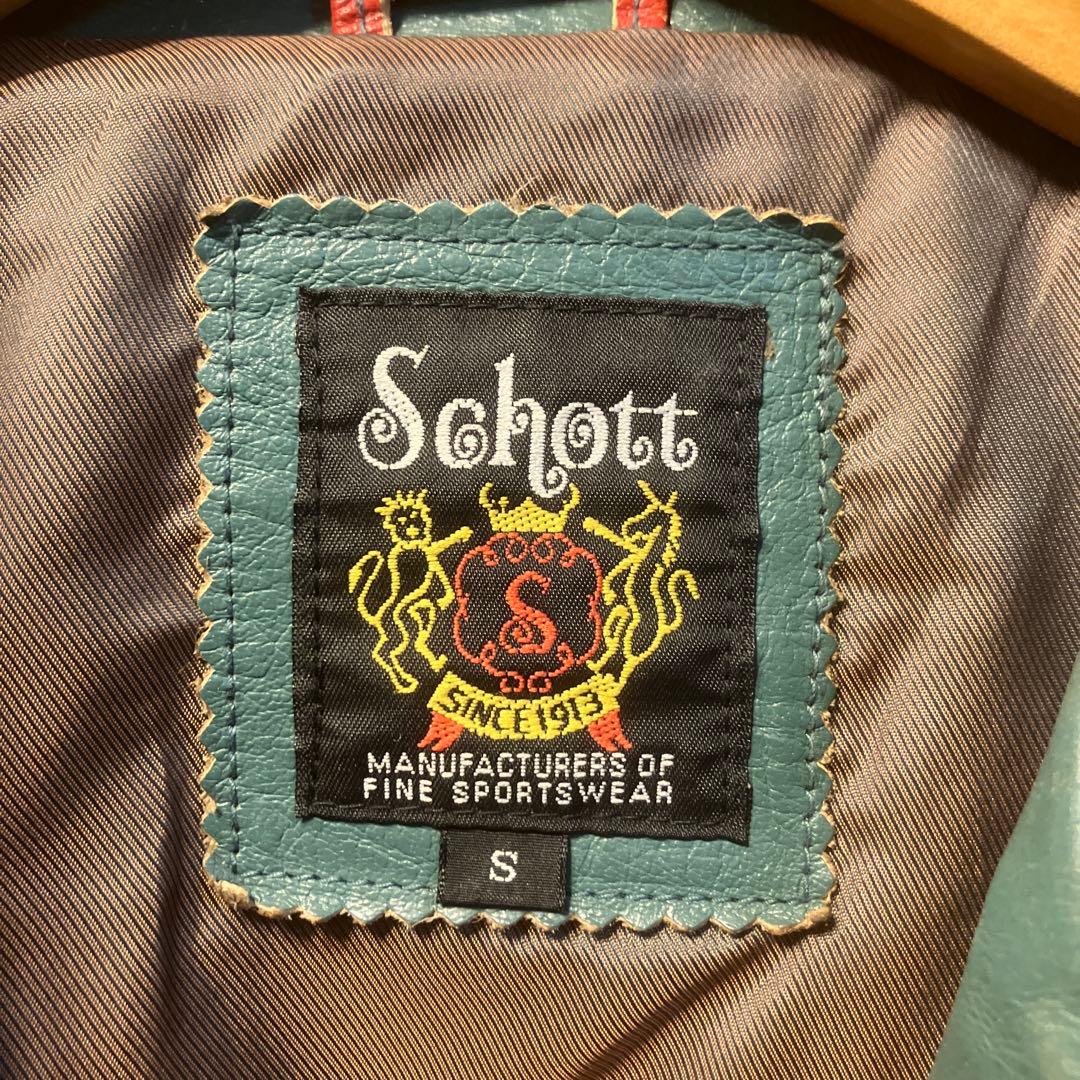 Schott
S
SINCE 1913
MANUFACTURERS OF
FINE SPORTSWEAR
S